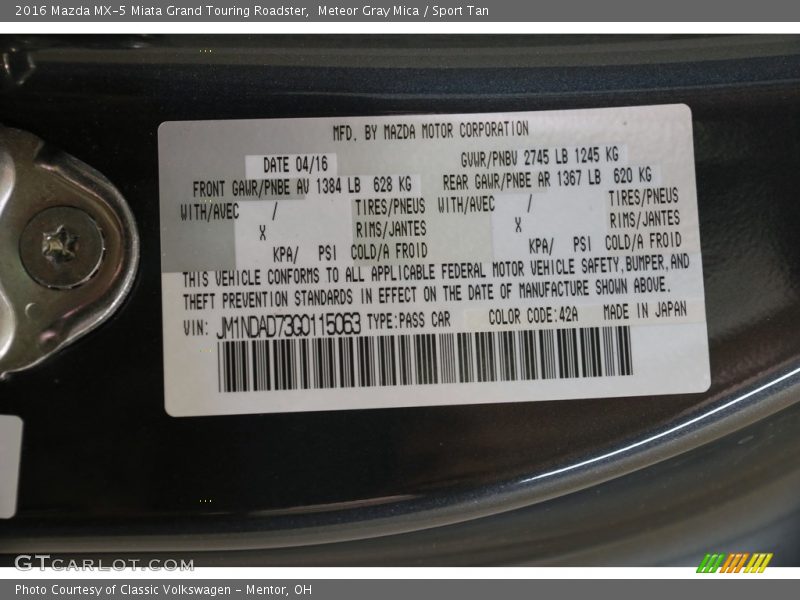 2016 Mazda MX-5 Miata Grand Touring Roadster,  Meteor Gray Mica / Sport Tan
MFD. BY MAZDA MOTOR CORPORATION
DATE 04/16 GVWR/PNBV 2745 LB 1245 KG
FRONT GAWR/PNBE AV 1384 LB 628 KG REAR GAWR/PNBE AR 1367 LB 620 KG
WITH/AVEC / TIRES/PNEUS WITH/AVEC / TIRES/PNEUS
X RIMS/JANTES X RIMS/JANTES
KPA/ PSI COLD/A FROID KPA/ PSI COLD/A FROID
THIS VEHICLE CONFORMS TO ALL APPLICABLE FEDERAL MOTOR VEHICLE SAFETY, BUMPER, AND
THEFT PREVENTION STANDARDS IN EFFECT ON THE DATE OF MANUFACTURE SHOWN ABOVE.
VIN: JM1NDAD73G0115063 TYPE:PASS CAR COLOR CODE:42A MADE IN JAPAN
GTCARLOT.COM
Photo Courtesy of Classic Volkswagen - Mentor, OH